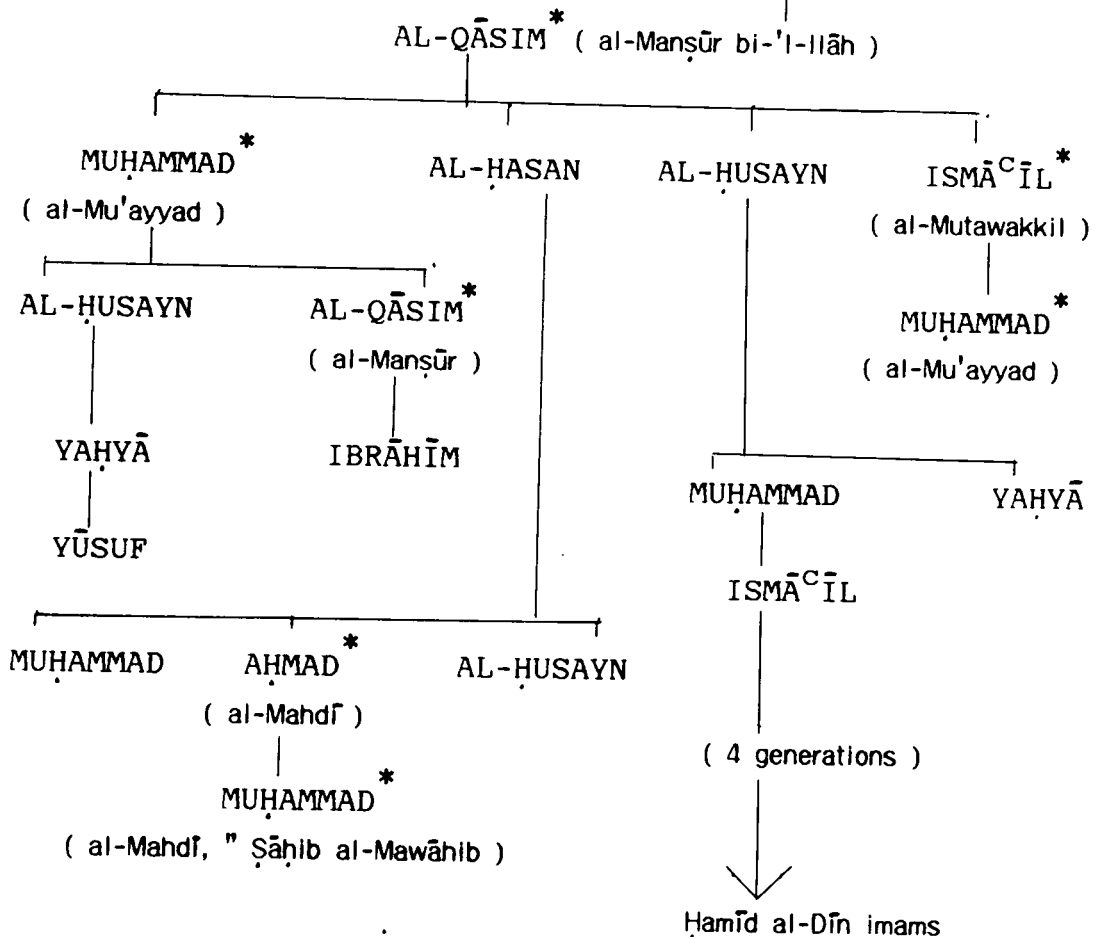 AL-QĀSIM* ( al-Manṣūr bi-'l-llāh )
MUḤAMMAD* AL-ḤASAN AL-ḤUSAYN ISMĀᶜĪL*
( al-Mu'ayyad ) ( al-Mutawakkil )
AL-ḤUSAYN AL-QĀSIM* MUḤAMMAD*
( al-Manṣūr ) ( al-Mu'ayyad )
YAḤYĀ IBRĀHĪM
MUḤAMMAD YAḤYĀ
YŪSUF
ISMĀᶜĪL
MUḤAMMAD AḤMAD* AL-ḤUSAYN
( al-Mahdī )
( 4 generations )
MUḤAMMAD*
( al-Mahdī, " Ṣāḥib al-Mawāhib )
Ḥamīd al-Dīn imams